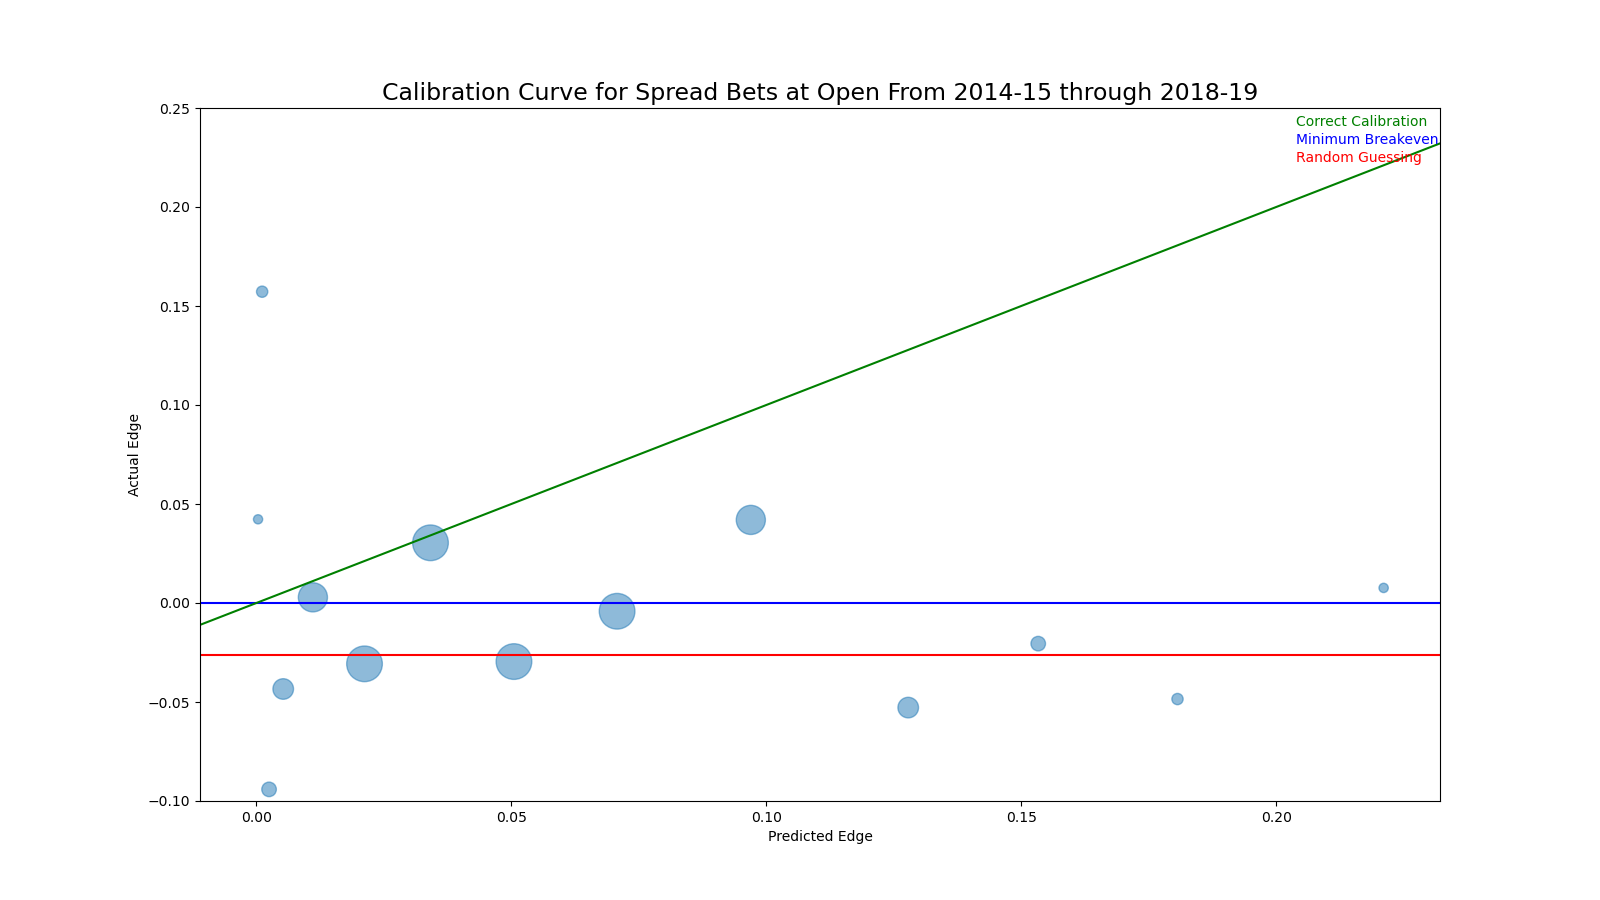 Calibration Curve for Spread Bets at Open From 2014-15 through 2018-19
Correct Calibration
Minimum Breakeven
Random Guessing
0.25
0.20
0.15
0.10
0.05
0.00
−0.05
−0.10
Actual Edge
0.00 0.05 0.10 0.15 0.20
Predicted Edge